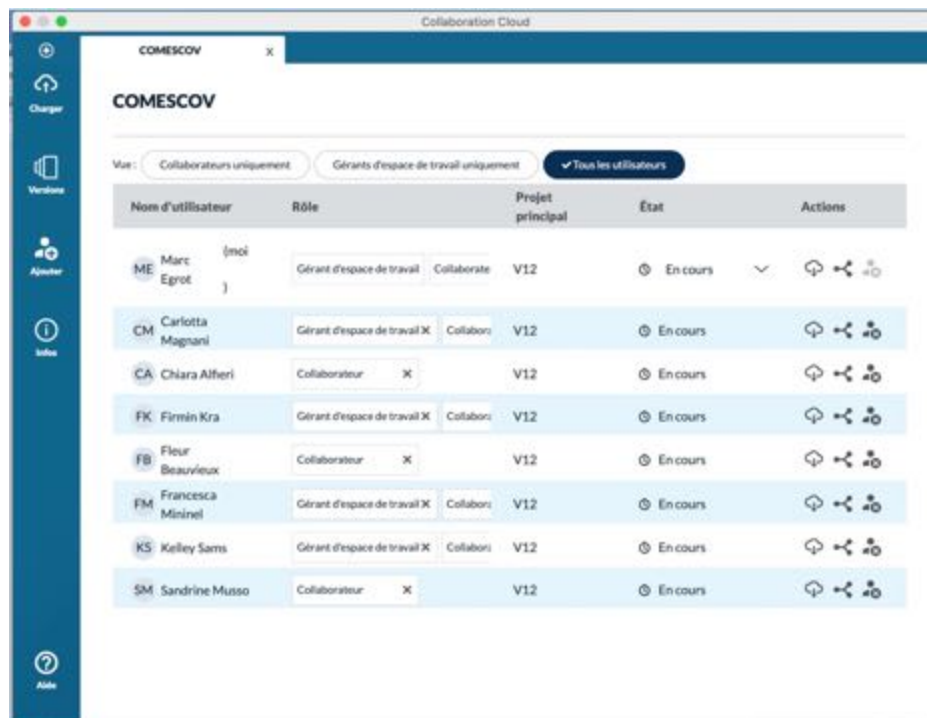 Collaboration Cloud
COMESCOV x
Charger
Versions
Ajouter
Infos
Aide
COMESCOV
Vue : Collaborateurs uniquement Gérants d'espace de travail uniquement ✔Tous les utilisateurs
Nom d'utilisateur Rôle Projet principal État Actions
ME Marc Egrot (moi) Gérant d'espace de travail Collaborate V12 En cours
CM Carlotta Magnani Gérant d'espace de travail × Collabora V12 En cours
CA Chiara Alfieri Collaborateur × V12 En cours
FK Firmin Kra Gérant d'espace de travail × Collabora V12 En cours
FB Fleur Beauvieux Collaborateur × V12 En cours
FM Francesca Mininel Gérant d'espace de travail × Collabora V12 En cours
KS Kelley Sams Gérant d'espace de travail × Collabora V12 En cours
SM Sandrine Musso Collaborateur × V12 En cours